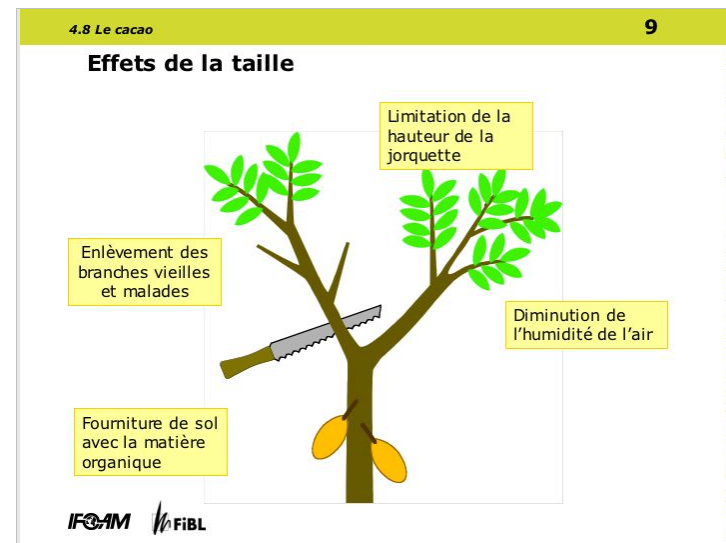 4.8 Le cacao
9
Effets de la taille
Limitation de la
hauteur de la
jorquette
Enlèvement des
branches vieilles
et malades
Diminution de
l’humidité de l’air
Fourniture de sol
avec la matière
organique
IFOAM
FiBL